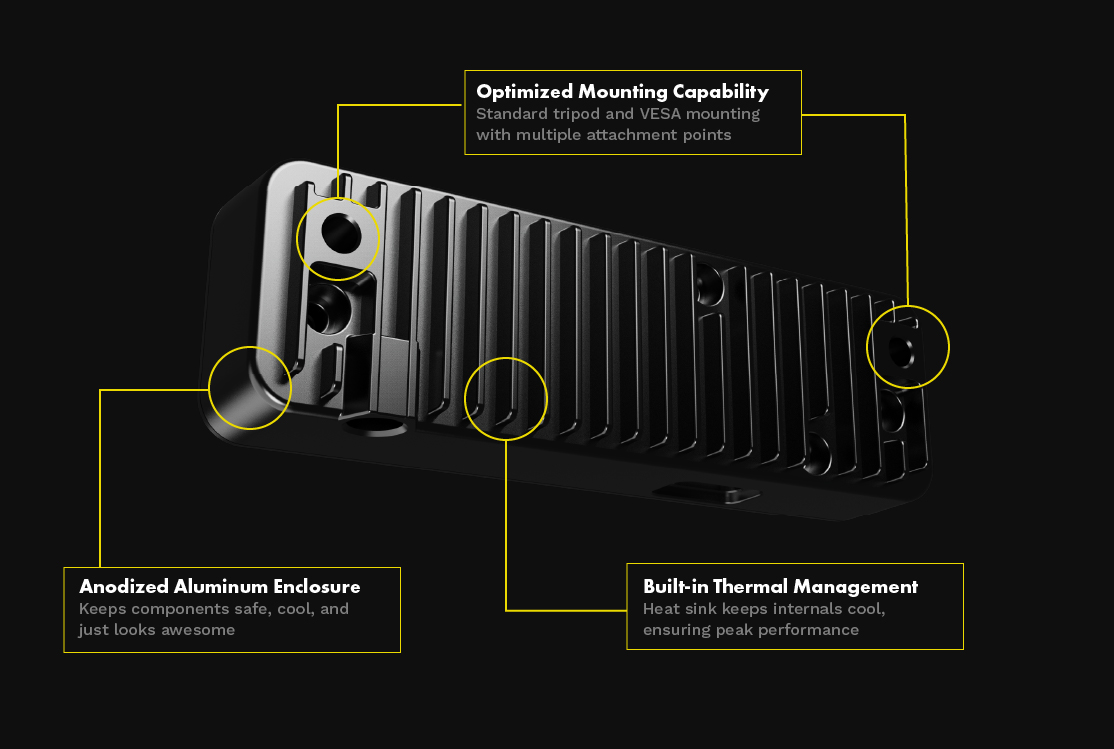 Optimized Mounting Capability
Standard tripod and VESA mounting
with multiple attachment points
Anodized Aluminum Enclosure
Keeps components safe, cool, and
just looks awesome
Built-in Thermal Management
Heat sink keeps internals cool,
ensuring peak performance